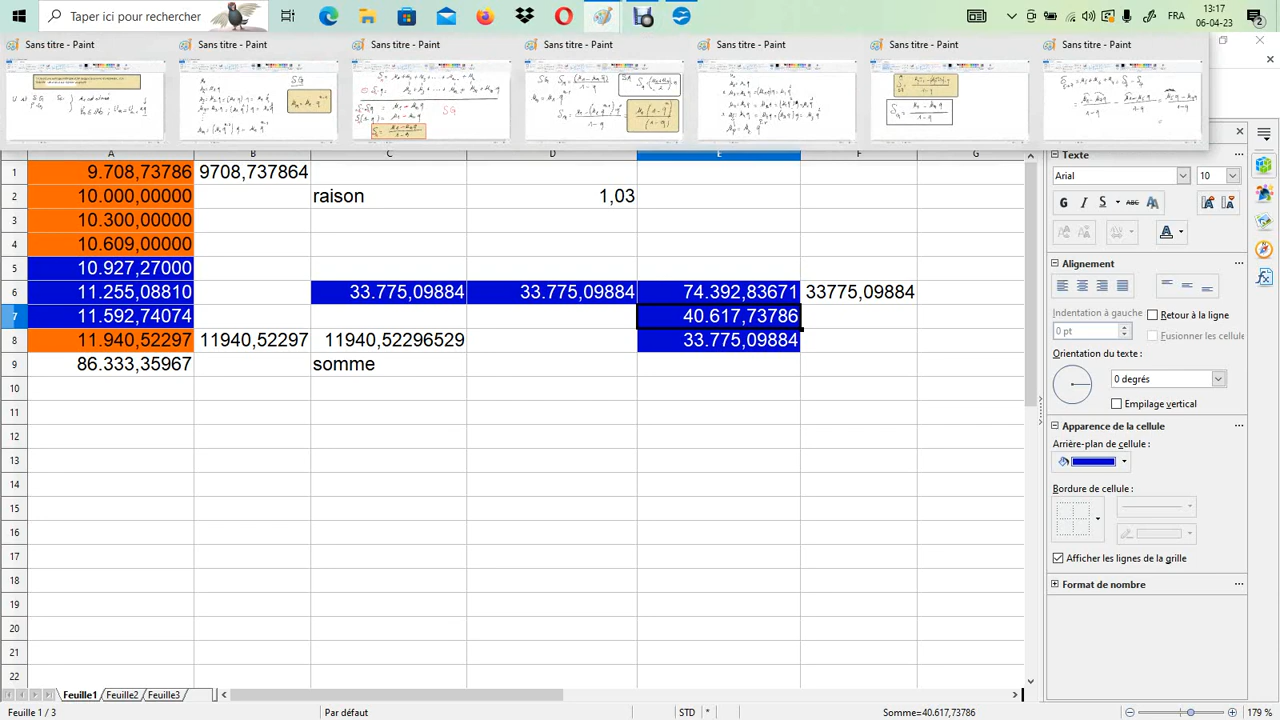 Taper ici pour rechercher
FRA
13:17
06-04-23
2
Sans titre - Paint
Sans titre - Paint
Sans titre - Paint
Sans titre - Paint
Sans titre - Paint
Sans titre - Paint
Sans titre - Paint
A B C D E F G
1 9.708,73786 9708,737864
2 10.000,00000 raison 1,03
3 10.300,00000
4 10.609,00000
5 10.927,27000
6 11.255,08810 33.775,09884 33.775,09884 74.392,83671 33775,09884
7 11.592,74074 40.617,73786
8 11.940,52297 11940,52297 11940,52296529 33.775,09884
9 86.333,35967 somme
10
11
12
13
14
15
16
17
18
19
20
21
22
Texte
Arial 10
G I S ABC A
Alignement
Indentation à gauche
0 pt
Retour à la ligne
Fusionner les cellule
Orientation du texte :
0 degrés
Empilage vertical
Apparence de la cellule
Arrière-plan de cellule :
Bordure de cellule :
Afficher les lignes de la grille
Format de nombre
Feuille1 Feuille2 Feuille3
Feuille 1 / 3 Par défaut STD * Somme=40.617,73786 179 %